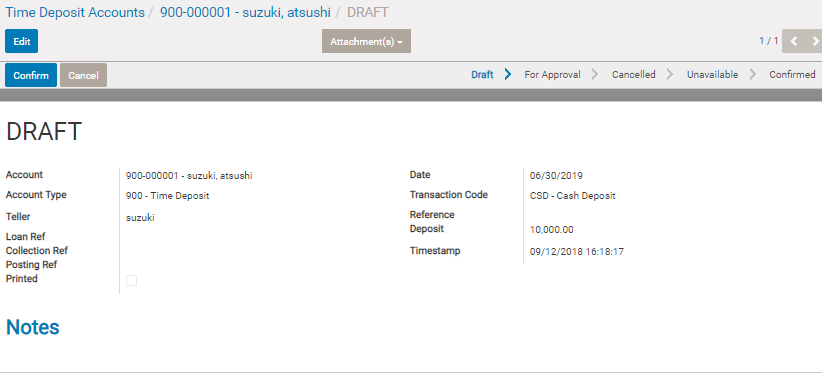 Time Deposit Accounts / 900-000001 - suzuki, atsushi / DRAFT
Edit
Attachment(s)
1 / 1
Confirm
Cancel
Draft
For Approval
Cancelled
Unavailable
Confirmed
DRAFT
Account 900-000001 - suzuki, atsushi
Account Type 900 - Time Deposit
Teller suzuki
Loan Ref
Collection Ref
Posting Ref
Printed
Date 06/30/2019
Transaction Code CSD - Cash Deposit
Reference
Deposit 10,000.00
Timestamp 09/12/2018 16:18:17
Notes